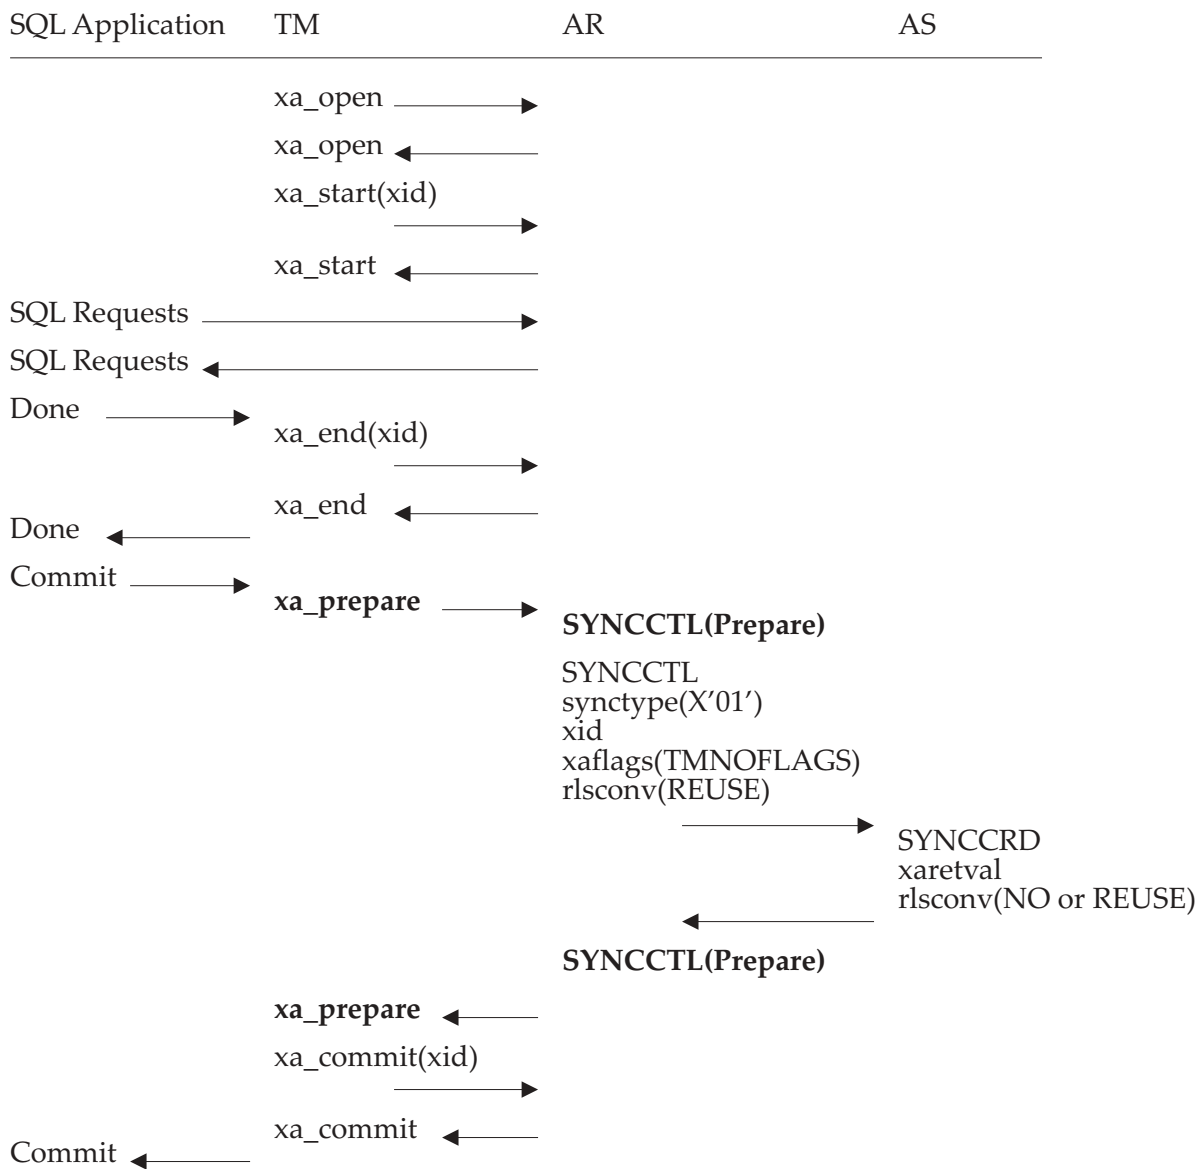 SQL Application TM AR AS
xa_open
xa_open
xa_start(xid)
xa_start
SQL Requests
SQL Requests
Done
xa_end(xid)
xa_end
Done
Commit
xa_prepare
SYNCCTL(Prepare)
SYNCCTL
synctype(X’01’)
xid
xaflags(TMNOFLAGS)
rlsconv(REUSE)
SYNCCRD
xaretval
rlsconv(NO or REUSE)
SYNCCTL(Prepare)
xa_prepare
xa_commit(xid)
xa_commit
Commit